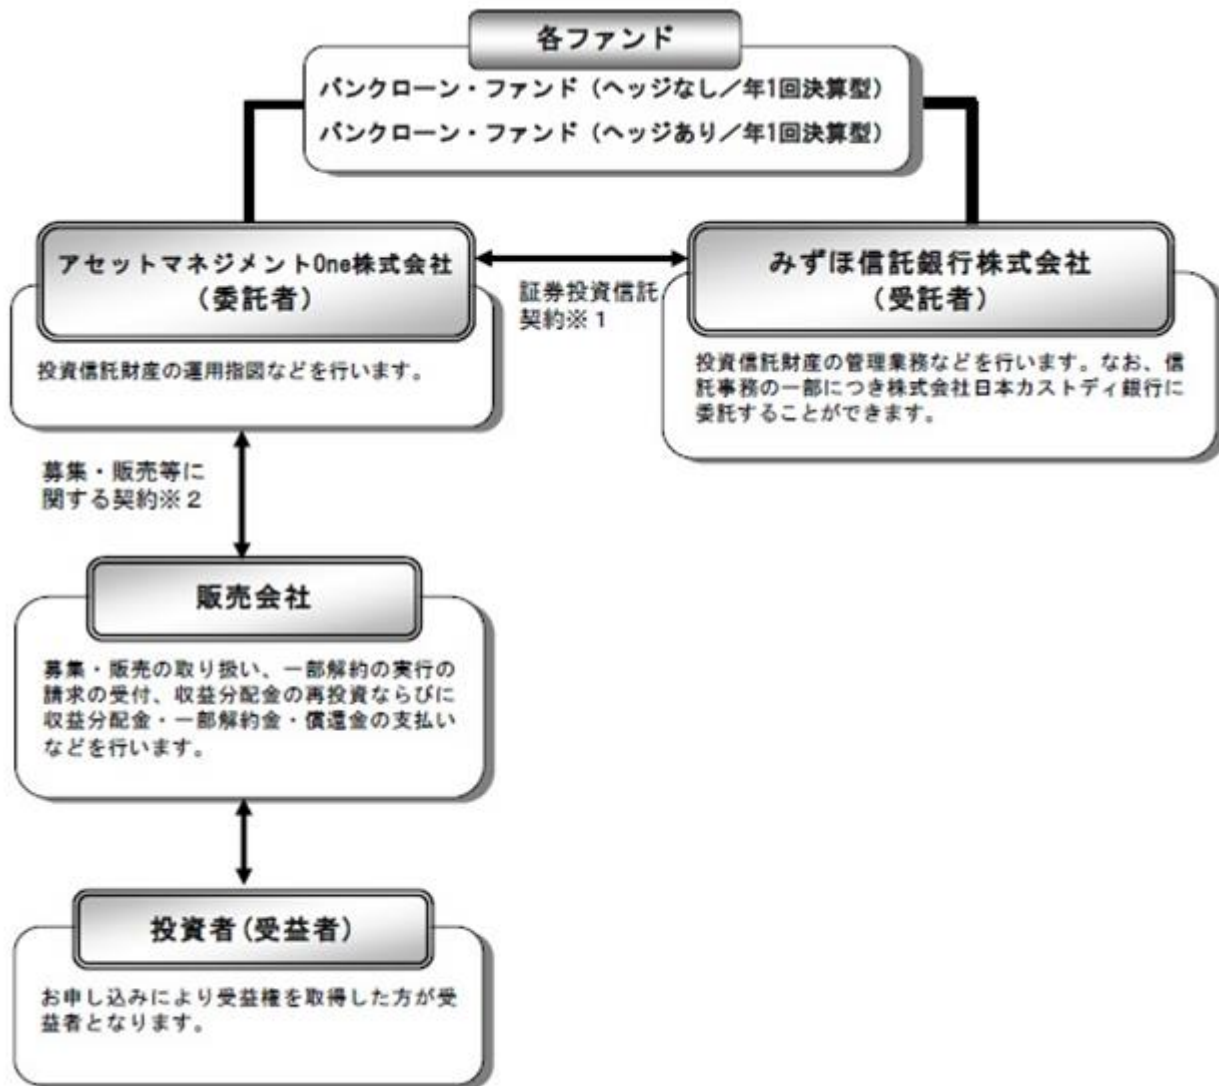 各ファンド
バンクローン・ファンド（ヘッジなし／年1回決算型）
バンクローン・ファンド（ヘッジあり／年1回決算型）
アセットマネジメントOne株式会社
（委託者）
投資信託財産の運用指図などを行います。
証券投資信託
契約※１
みずほ信託銀行株式会社
（受託者）
投資信託財産の管理業務などを行います。なお、信
託事務の一部につき株式会社日本カストディ銀行に
委託することができます。
募集・販売等に
関する契約※２
販売会社
募集・販売の取り扱い、一部解約の実行の
請求の受付、収益分配金の再投資ならびに
収益分配金・一部解約金・償還金の支払い
などを行います。
投資者(受益者)
お申し込みにより受益権を取得した方が受
益者となります。